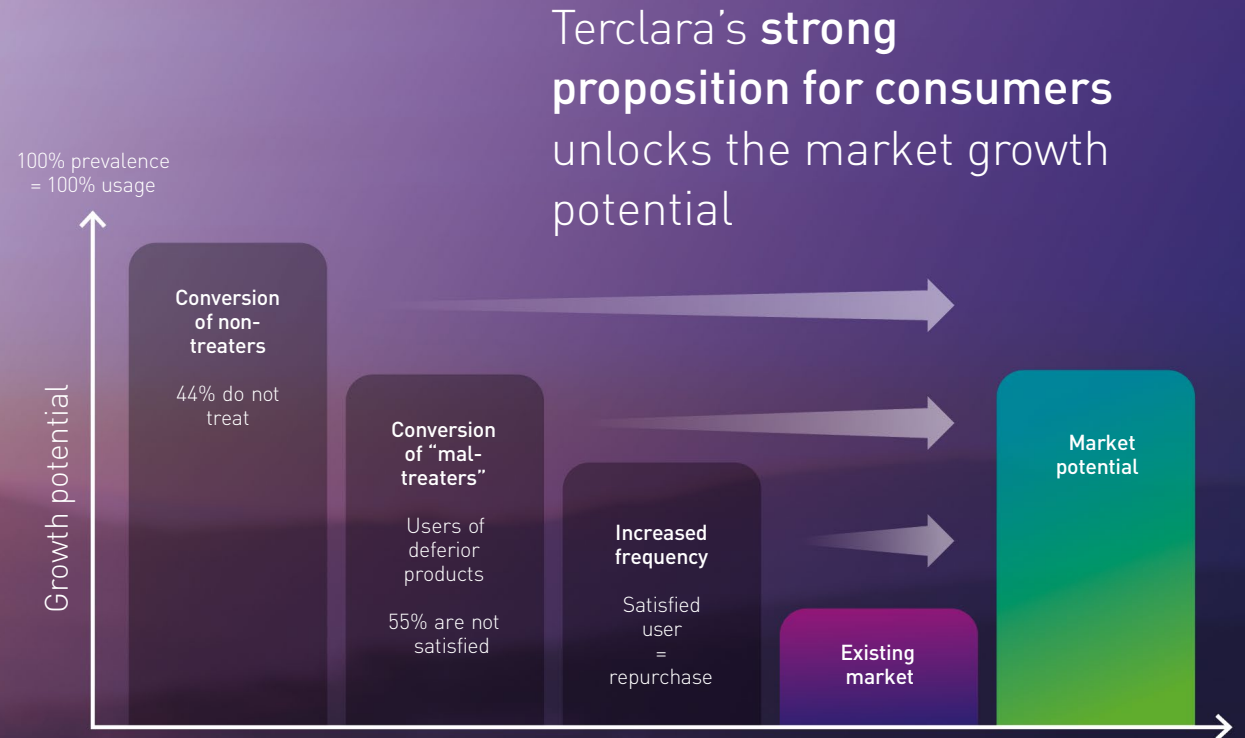 Terclara’s strong
proposition for consumers
unlocks the market growth
potential
100% prevalence
= 100% usage
Growth potential
Conversion
of non-
treaters
44% do not
treat
Conversion
of “mal-
treaters”
Users of
deferior
products
55% are not
satisfied
Increased
frequency
Satisfied
user
=
repurchase
Existing
market
Market
potential